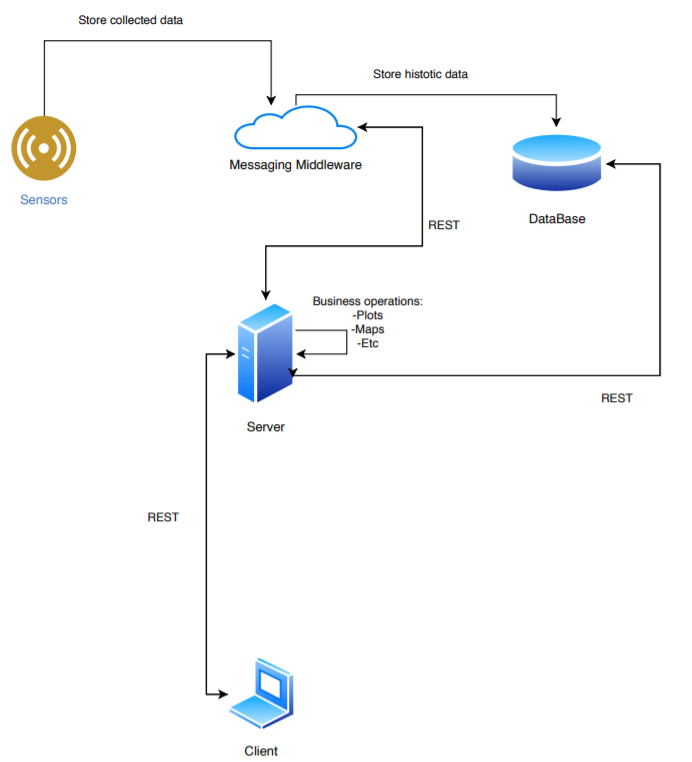 Store collected data
Store histotic data
Messaging Middleware
Sensors
DataBase
REST
Business operations:
-Plots
-Maps
-Etc
REST
Server
REST
Client